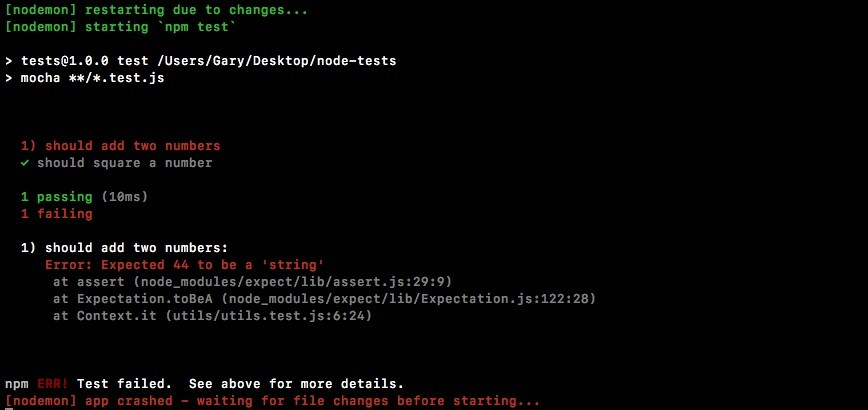 [nodemon] restarting due to changes...
[nodemon] starting `npm test`
> tests@1.0.0 test /Users/Gary/Desktop/node-tests
> mocha **/*.test.js
1) should add two numbers
✓ should square a number
1 passing (10ms)
1 failing
1) should add two numbers:
Error: Expected 44 to be a 'string'
at assert (node_modules/expect/lib/assert.js:29:9)
at Expectation.toBeA (node_modules/expect/lib/Expectation.js:122:28)
at Context.it (utils/utils.test.js:6:24)
npm ERR! Test failed.  See above for more details.
[nodemon] app crashed - waiting for file changes before starting...